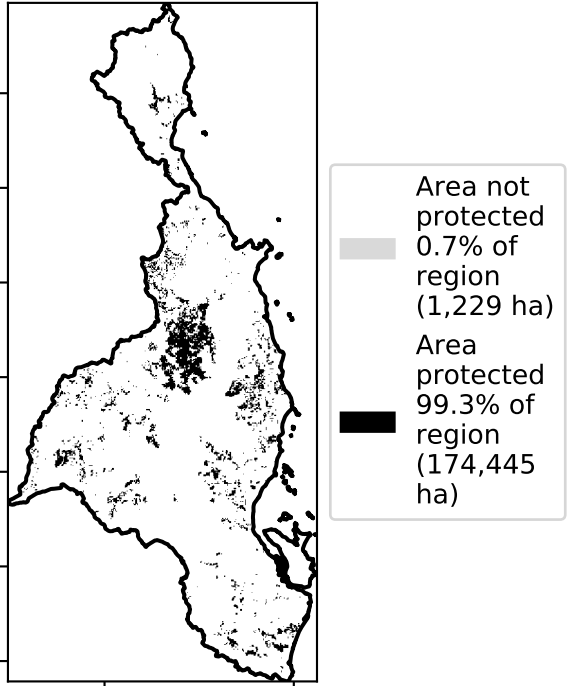 Area not
protected
0.7% of
region
(1,229 ha)
Area
protected
99.3% of
region
(174,445
ha)